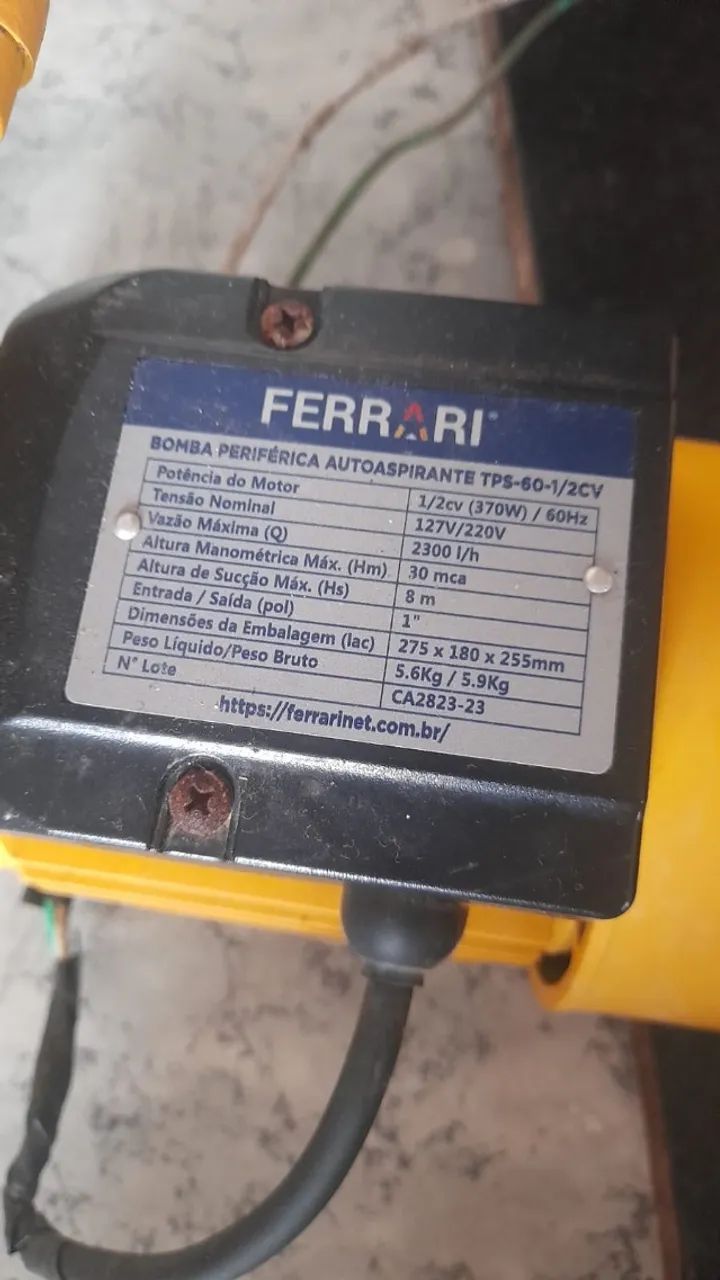 FERRARI
BOMBA PERIFÉRICA AUTOASPIRANTE TPS-60-1/2CV
Potência do Motor 1/2cv (370W) / 60Hz
Tensão Nominal 127V/220V
Vazão Máxima (Q) 2300 l/h
Altura Manométrica Máx. (Hm) 30 mca
Altura de Sucção Máx. (Hs) 8 m
Entrada / Saída (pol) 1"
Dimensões da Embalagem (lac) 275 x 180 x 255mm
Peso Líquido/Peso Bruto 5.6Kg / 5.9Kg
N° Lote CA2823-23
https://ferrarinet.com.br/